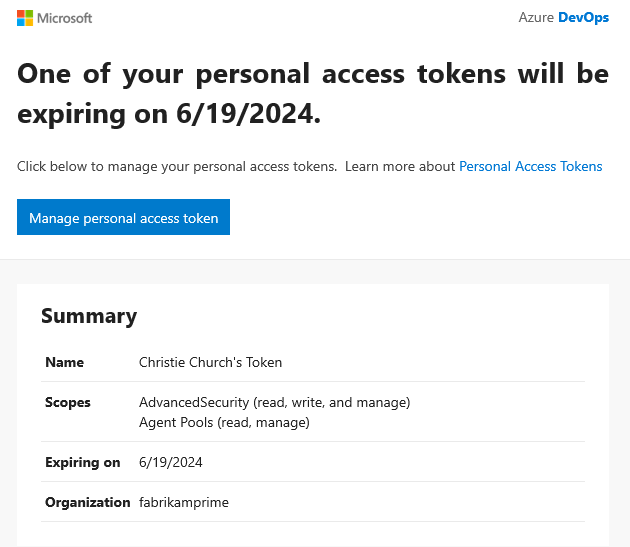 Microsoft
Azure DevOps
One of your personal access tokens will be
expiring on 6/19/2024.
Click below to manage your personal access tokens.  Learn more about Personal Access Tokens
Manage personal access token
Summary
Name Christie Church's Token
Scopes AdvancedSecurity (read, write, and manage)
Agent Pools (read, manage)
Expiring on 6/19/2024
Organization fabrikamprime